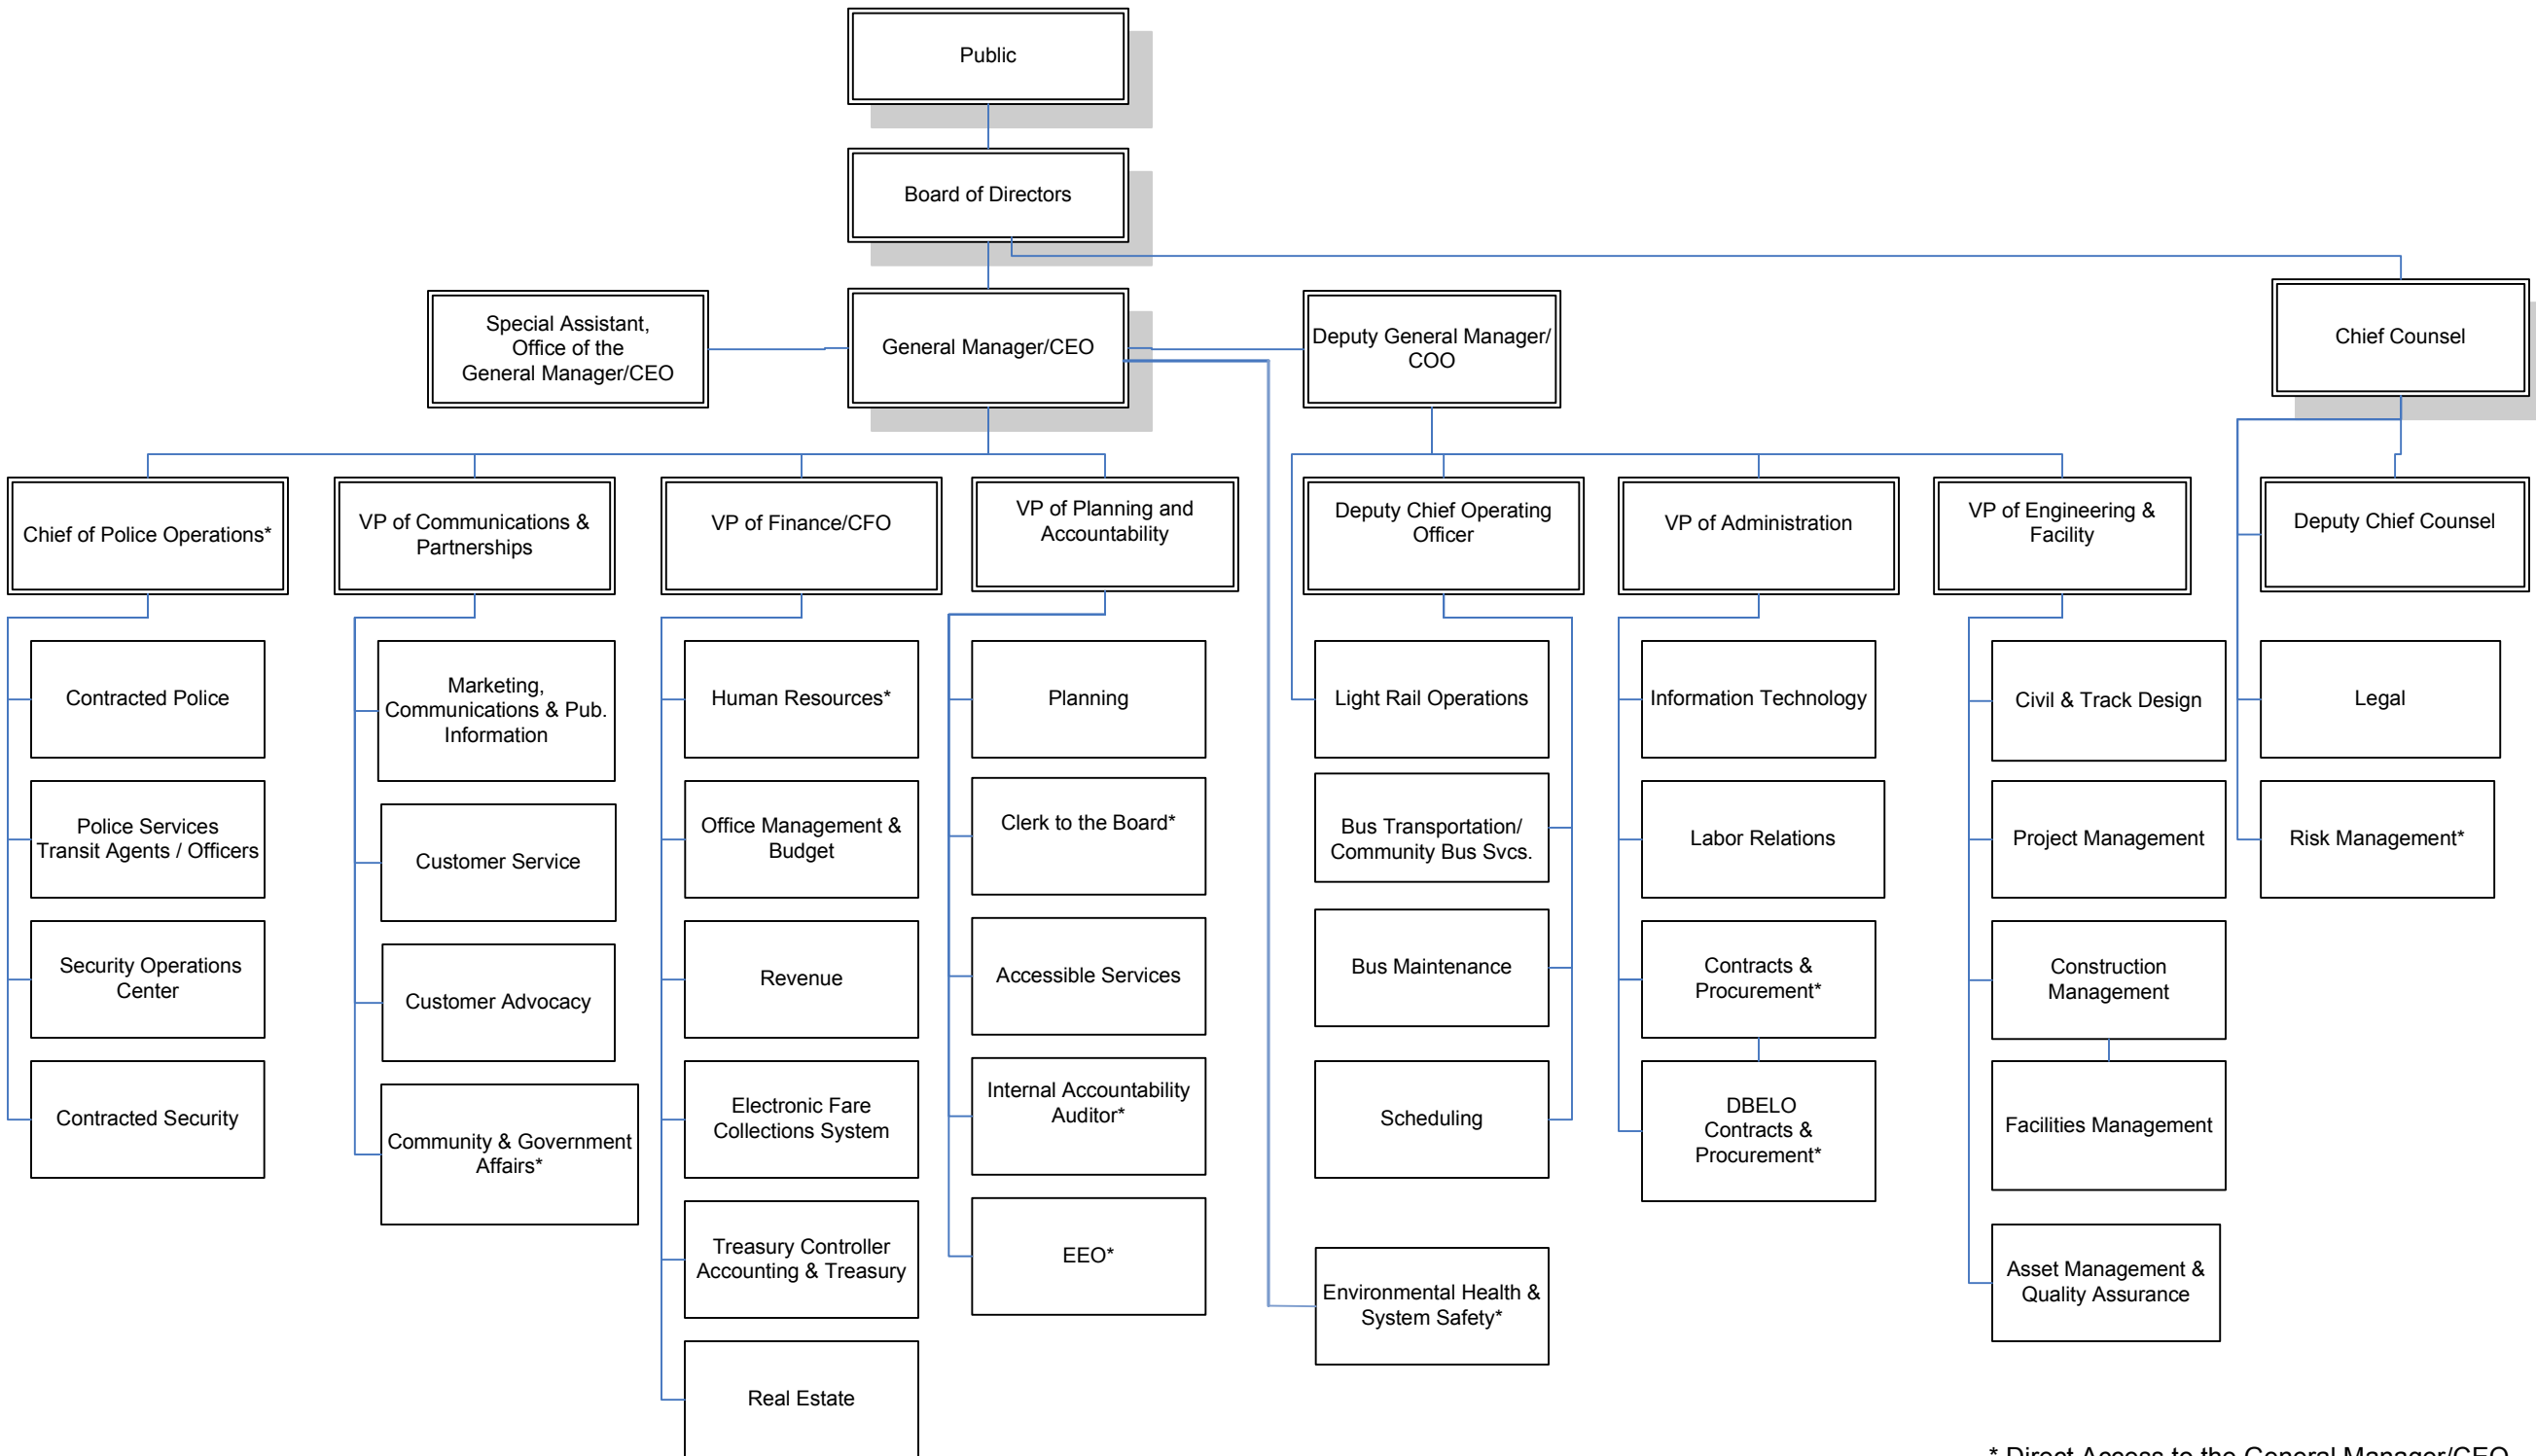 Public
Board of Directors
Special Assistant,
Office of the
General Manager/CEO
General Manager/CEO
Deputy General Manager/
COO
Chief Counsel
Chief of Police Operations*
VP of Communications &
Partnerships
VP of Finance/CFO
VP of Planning and
Accountability
Deputy Chief Operating
Officer
VP of Administration
VP of Engineering &
Facility
Deputy Chief Counsel
Contracted Police
Police Services
Transit Agents / Officers
Security Operations
Center
Contracted Security
Marketing,
Communications & Pub.
Information
Customer Service
Customer Advocacy
Community & Government
Affairs*
Human Resources*
Office Management &
Budget
Revenue
Electronic Fare
Collections System
Treasury Controller
Accounting & Treasury
Real Estate
Planning
Clerk to the Board*
Accessible Services
Internal Accountability
Auditor*
EEO*
Light Rail Operations
Bus Transportation/
Community Bus Svcs.
Bus Maintenance
Scheduling
Environmental Health &
System Safety*
Information Technology
Labor Relations
Contracts &
Procurement*
DBELO
Contracts &
Procurement*
Civil & Track Design
Project Management
Construction
Management
Facilities Management
Asset Management &
Quality Assurance
Legal
Risk Management*
* Direct Access to the General Manager/CEO